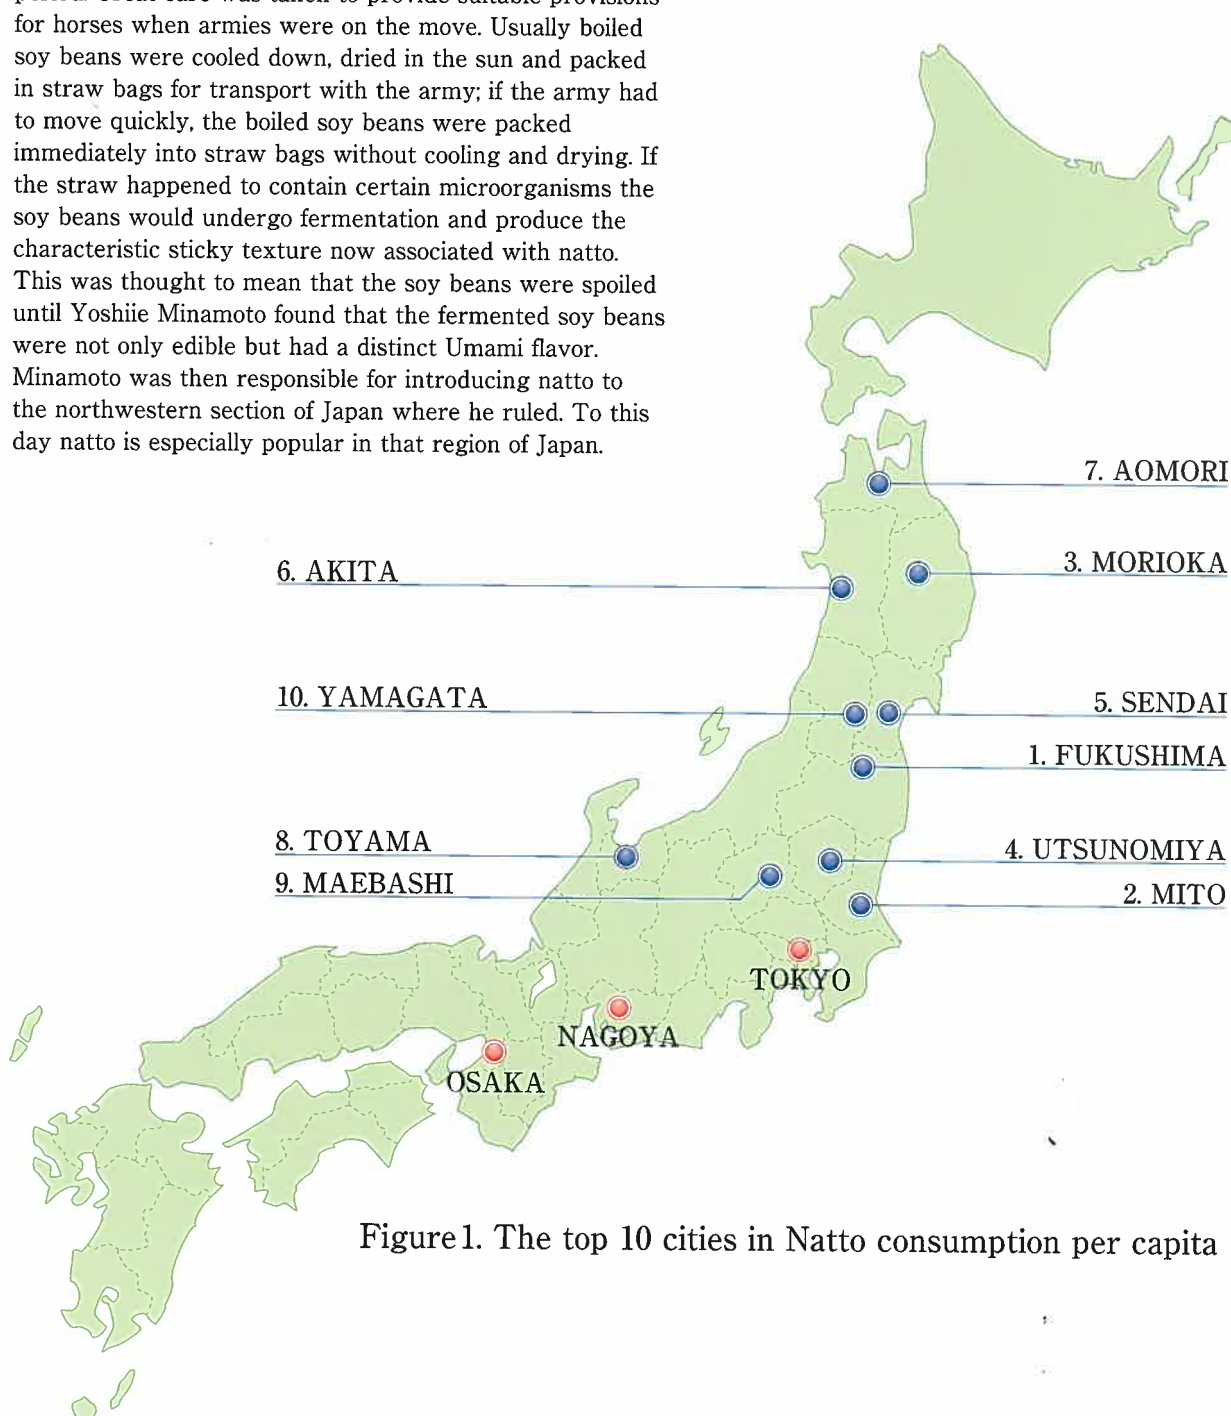 for horses when armies were on the move. Usually boiled
soy beans were cooled down, dried in the sun and packed
in straw bags for transport with the army; if the army had
to move quickly, the boiled soy beans were packed
immediately into straw bags without cooling and drying. If
the straw happened to contain certain microorganisms the
soy beans would undergo fermentation and produce the
characteristic sticky texture now associated with natto.
This was thought to mean that the soy beans were spoiled
until Yoshiie Minamoto found that the fermented soy beans
were not only edible but had a distinct Umami flavor.
Minamoto was then responsible for introducing natto to
the northwestern section of Japan where he ruled. To this
day natto is especially popular in that region of Japan.
7. AOMORI
3. MORIOKA
6. AKITA
10. YAMAGATA
5. SENDAI
1. FUKUSHIMA
8. TOYAMA
4. UTSUNOMIYA
9. MAEBASHI
2. MITO
TOKYO
NAGOYA
OSAKA
Figure1. The top 10 cities in Natto consumption per capita